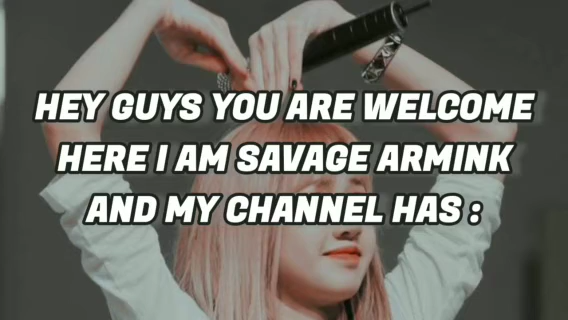 HEY GUYS YOU ARE WELCOME
HERE I AM SAVAGE ARMINK
AND MY CHANNEL HAS :